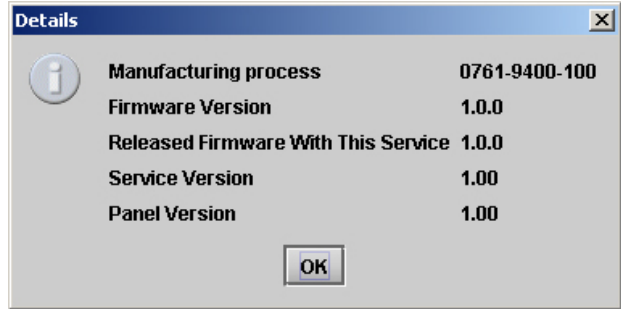 Details
Manufacturing process 0761-9400-100
Firmware Version 1.0.0
Released Firmware With This Service 1.0.0
Service Version 1.00
Panel Version 1.00
OK